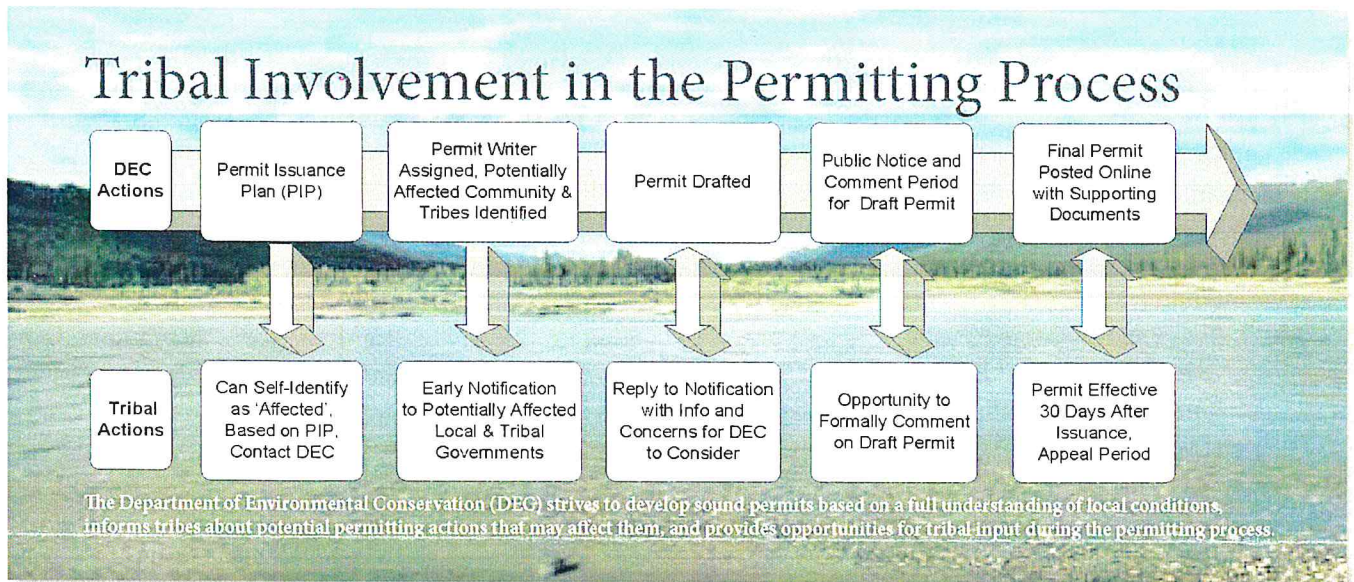 Tribal Involvement in the Permitting Process
DEC
Actions
Permit Issuance
Plan (PIP)
Permit Writer
Assigned, Potentially
Affected Community &
Tribes Identified
Permit Drafted
Public Notice and
Comment Period
for Draft Permit
Final Permit
Posted Online
with Supporting
Documents
Tribal
Actions
Can Self-Identify
as ‘Affected’,
Based on PIP,
Contact DEC
Early Notification
to Potentially Affected
Local & Tribal
Governments
Reply to Notification
with Info and
Concerns for DEC
to Consider
Opportunity to
Formally Comment
on Draft Permit
Permit Effective
30 Days After
Issuance,
Appeal Period
The Department of Environmental Conservation (DEC) strives to develop sound permits based on a full understanding of local conditions,
informs tribes about potential permitting actions that may affect them, and provides opportunities for tribal input during the permitting process.